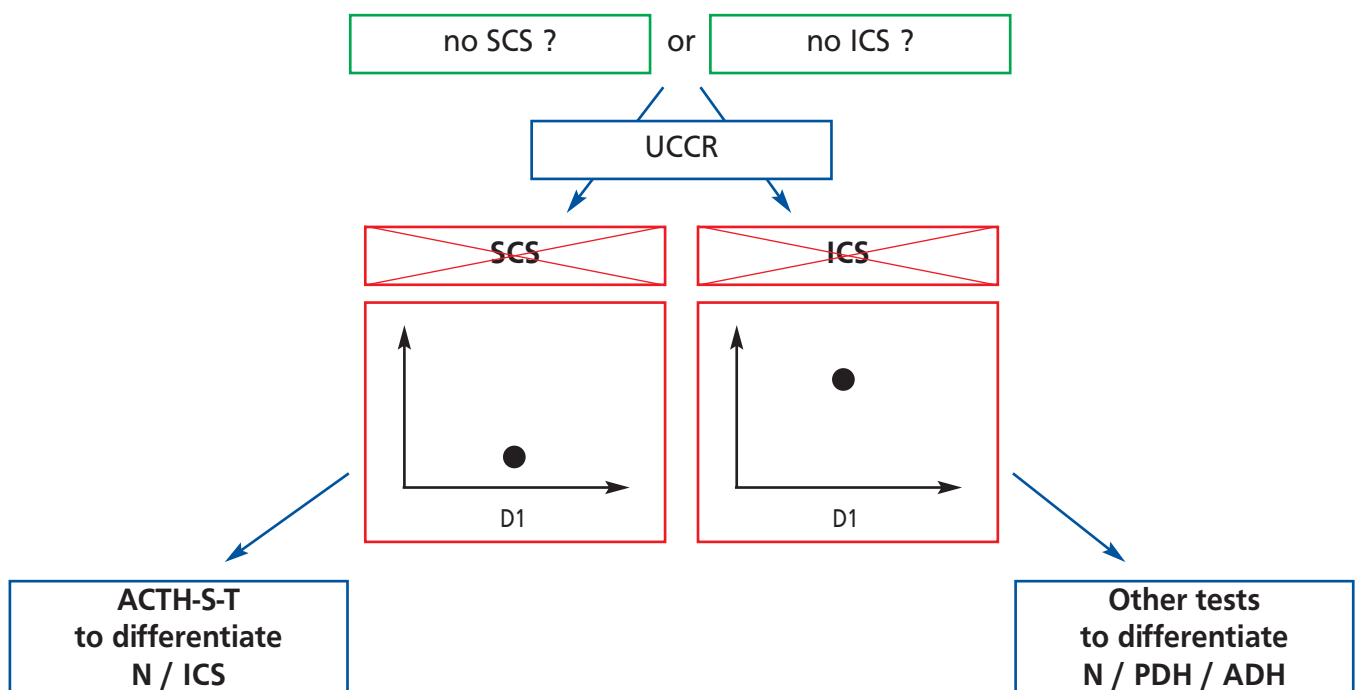 no SCS ? or no ICS ?
UCCR
SCS
ICS
D1
D1
ACTH-S-T
to differentiate
N / ICS
Other tests
to differentiate
N / PDH / ADH